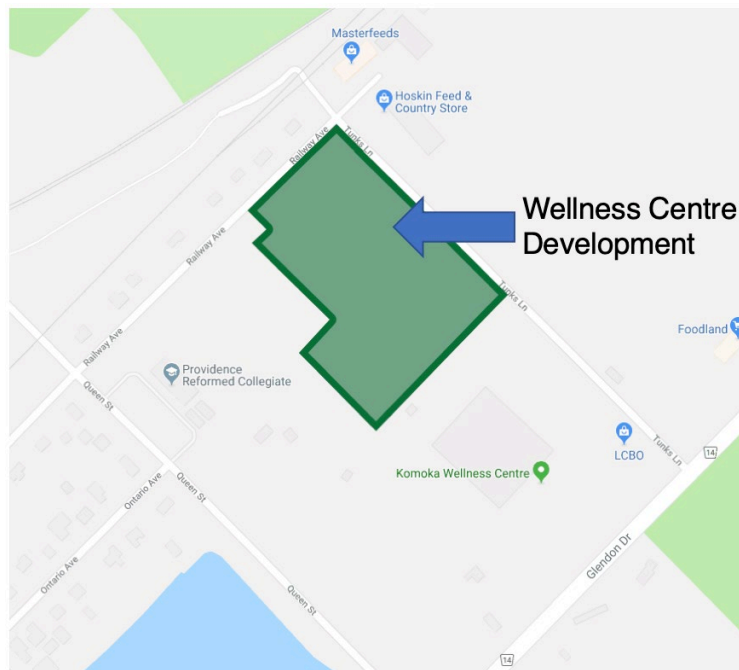 Masterfeeds
Hoskin Feed &
Country Store
Railway Ave
Tunks Ln
Wellness Centre
Development
Railway Ave
Tunks Ln
Foodland
Railway Ave
Providence
Reformed Collegiate
Queen St
LCBO
Tunks Ln
14
Komoka Wellness Centre
Ontario Ave
Queen St
Glendon Dr
Ontario Ave
Queen St
14